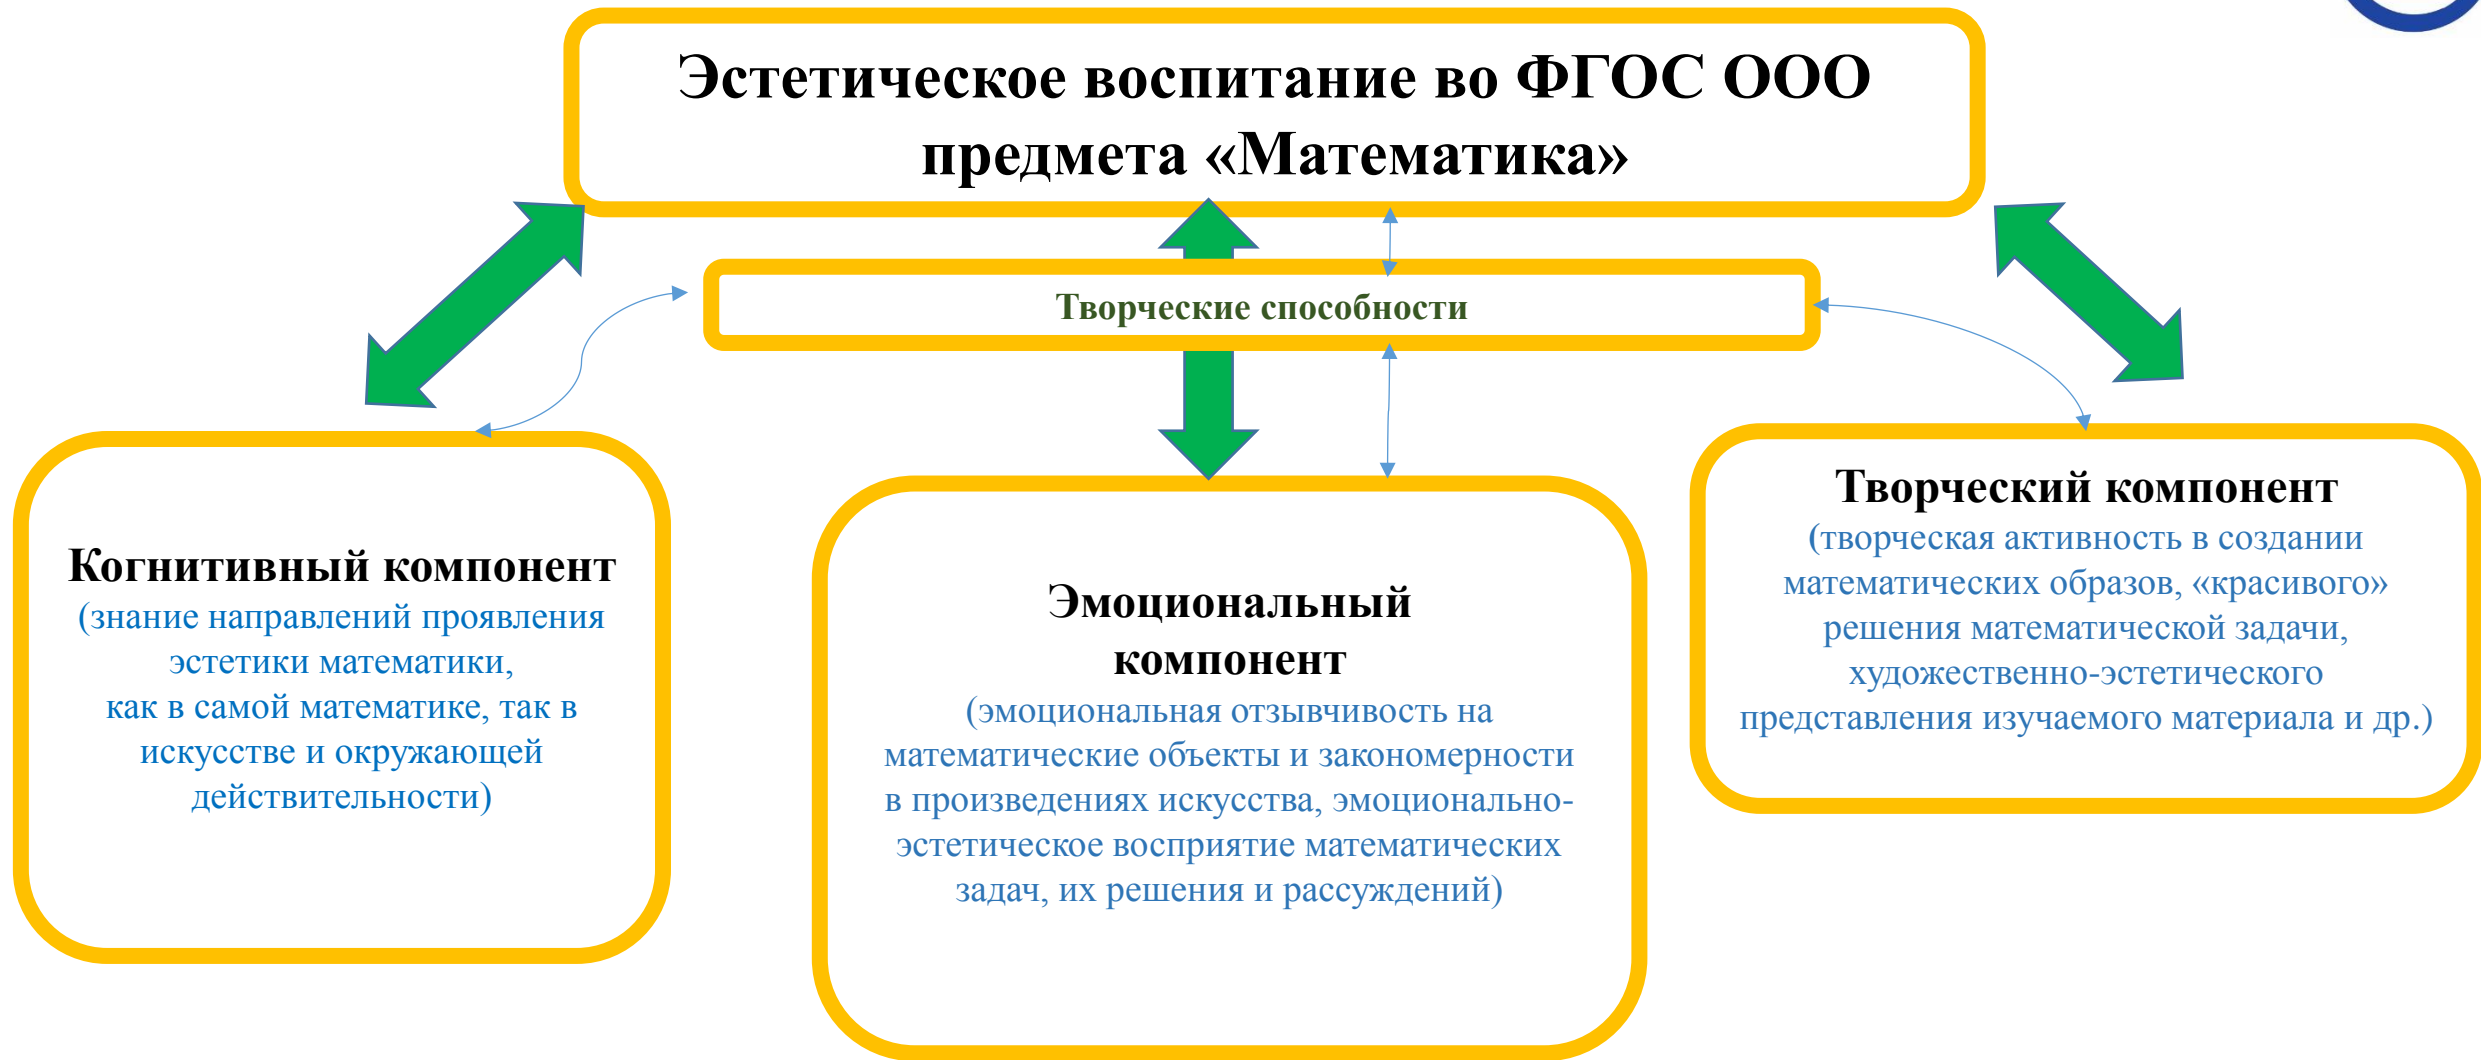 Эстетическое воспитание во ФГОС ООО
предмета «Математика»
Творческие способности
Когнитивный компонент
(знание направлений проявления
эстетики математики,
как в самой математике, так в
искусстве и окружающей
действительности)
Эмоциональный
компонент
(эмоциональная отзывчивость на
математические объекты и закономерности
в произведениях искусства, эмоционально-
эстетическое восприятие математических
задач, их решения и рассуждений)
Творческий компонент
(творческая активность в создании
математических образов, «красивого»
решения математической задачи,
художественно-эстетического
представления изучаемого материала и др.)